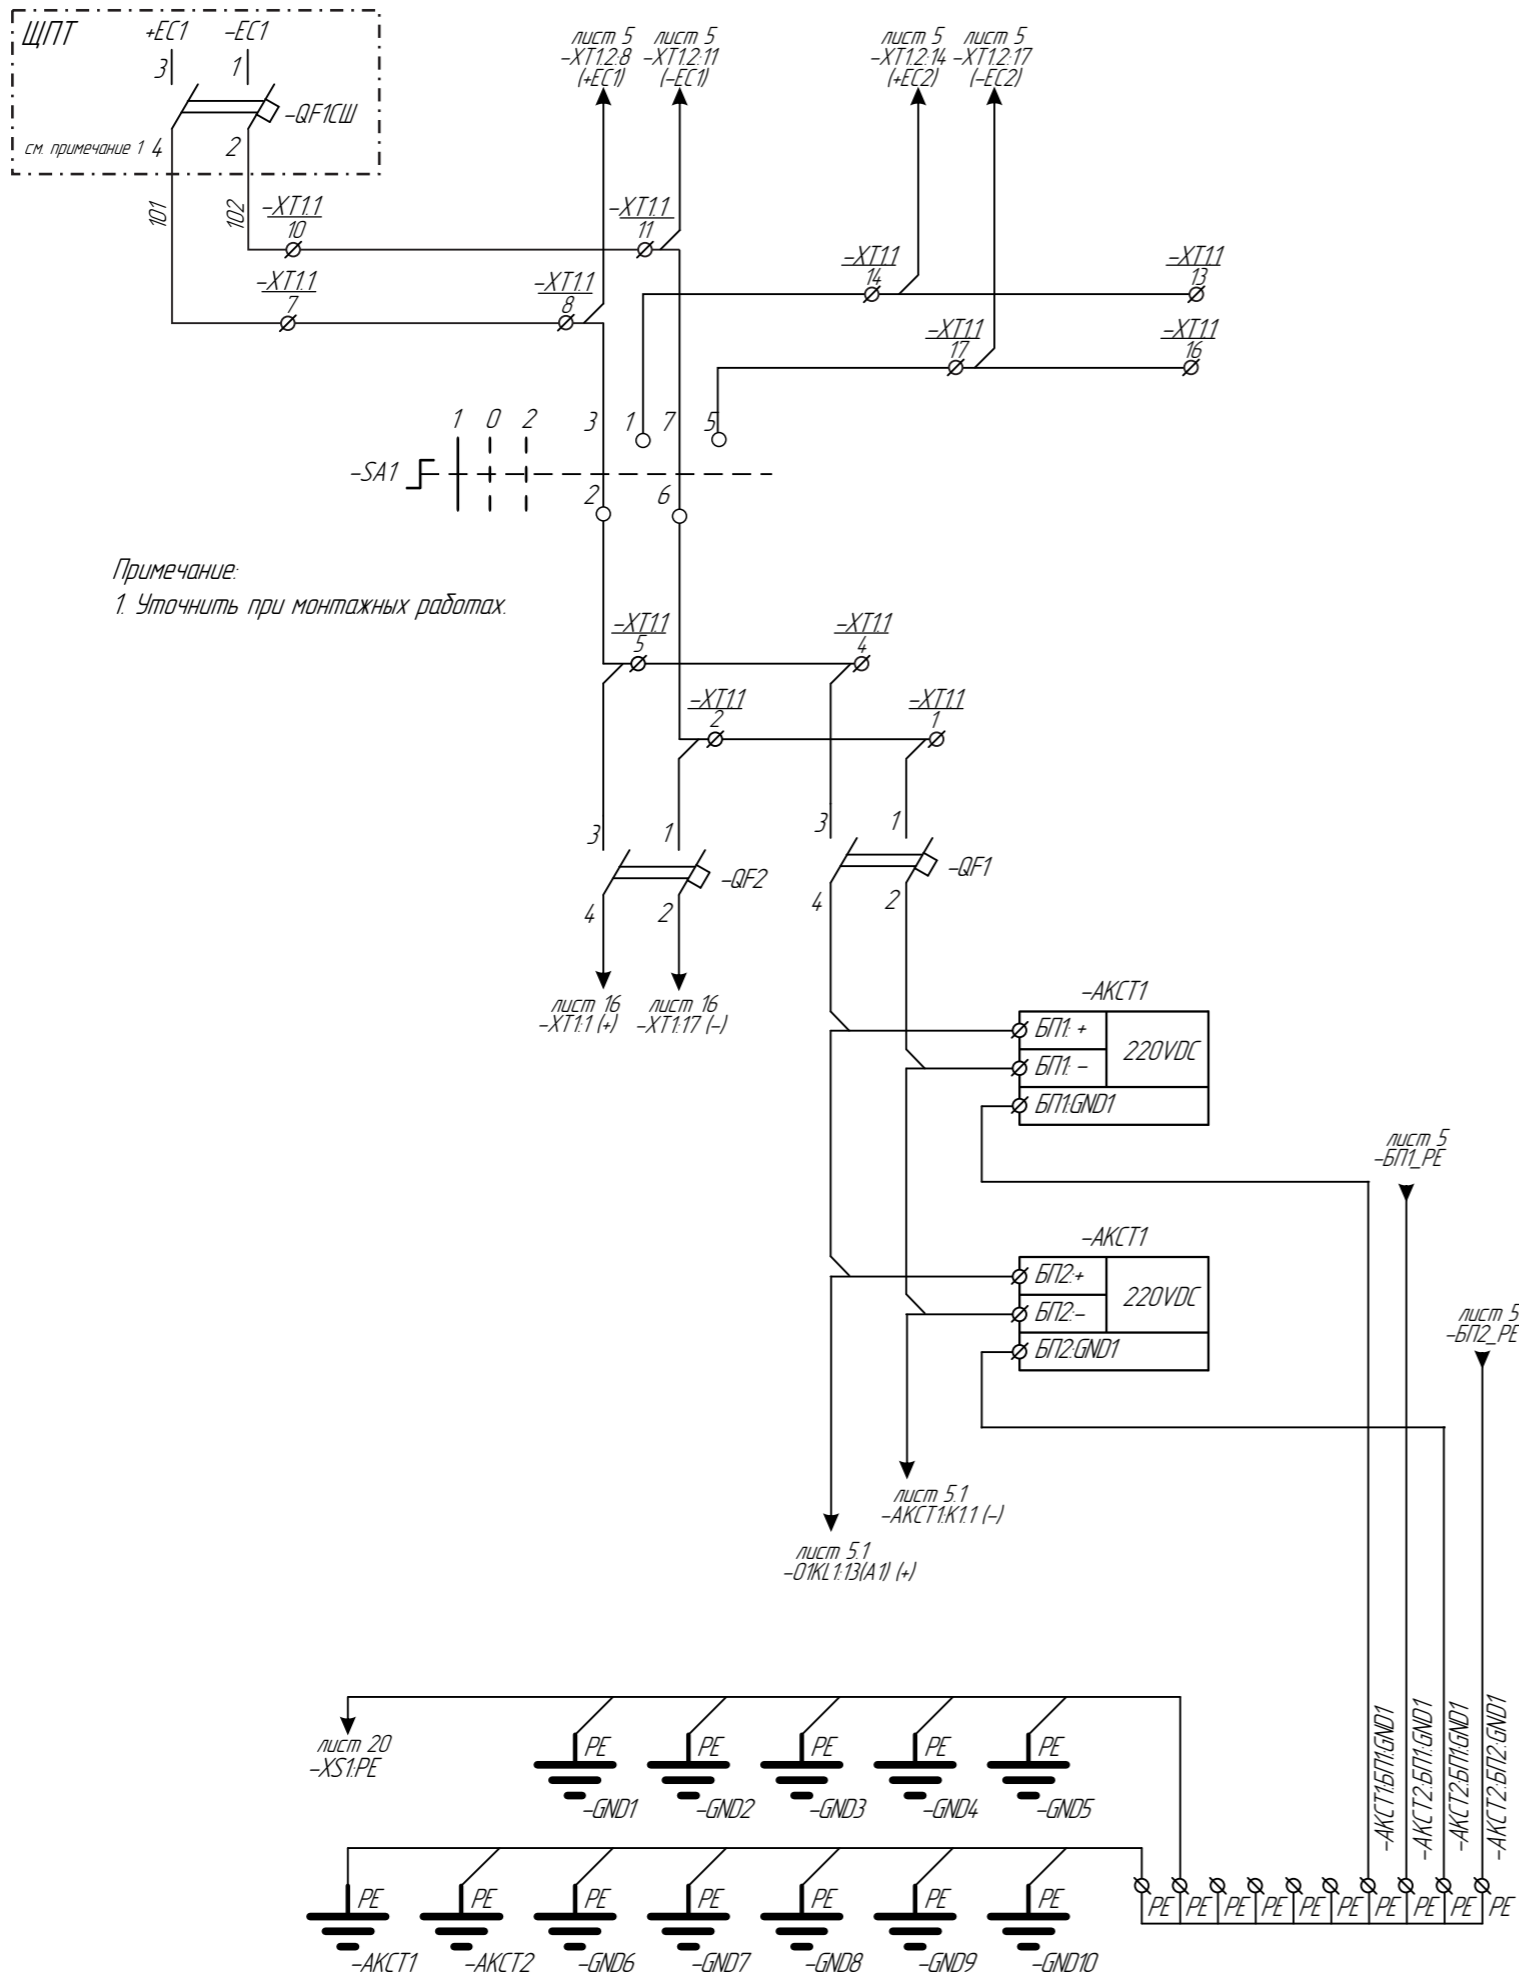 ЩПТ
+EC1
-EC1
3
1
-QF1СШ
см. примечание 1
4
2
101
102
лист 5
-XT1.2:8
(+EC1)
лист 5
-XT1.2:11
(-EC1)
лист 5
-XT1.2:14
(+EC2)
лист 5
-XT1.2:17
(-EC2)
-XT1.1
10
-XT1.1
11
-XT1.1
7
-XT1.1
8
-XT1.1
14
-XT1.1
13
-XT1.1
17
-XT1.1
16
1
0
2
3
1
7
5
-SA1
2
6
Примечание:
1. Уточнить при монтажных работах.
-XT1.1
5
-XT1.1
4
-XT1.1
2
-XT1.1
1
3
1
-QF2
4
2
3
1
-QF1
4
2
лист 16
-XT1:1 (+)
лист 16
-XT1:17 (-)
-АКСТ1
БП1: +
220VDC
БП1: -
БП1:GND1
лист 5
-БП1_PE
-АКСТ1
БП2:+
220VDC
БП2:-
БП2:GND1
лист 5
-БП2_PE
лист 5.1
-АКСТ1:K1.1 (-)
лист 5.1
-01KL1:13(A1) (+)
лист 20
-XS1:PE
PE
PE
PE
PE
PE
-GND1
-GND2
-GND3
-GND4
-GND5
-АКСТ1:БП1:GND1
-АКСТ2:БП1:GND1
-АКСТ2:БП1:GND1
-АКСТ2:БП2:GND1
PE
PE
PE
PE
PE
PE
PE
-АКСТ1
-АКСТ2
-GND6
-GND7
-GND8
-GND9
-GND10
PE
PE
PE
PE
PE
PE
PE
PE
PE
PE